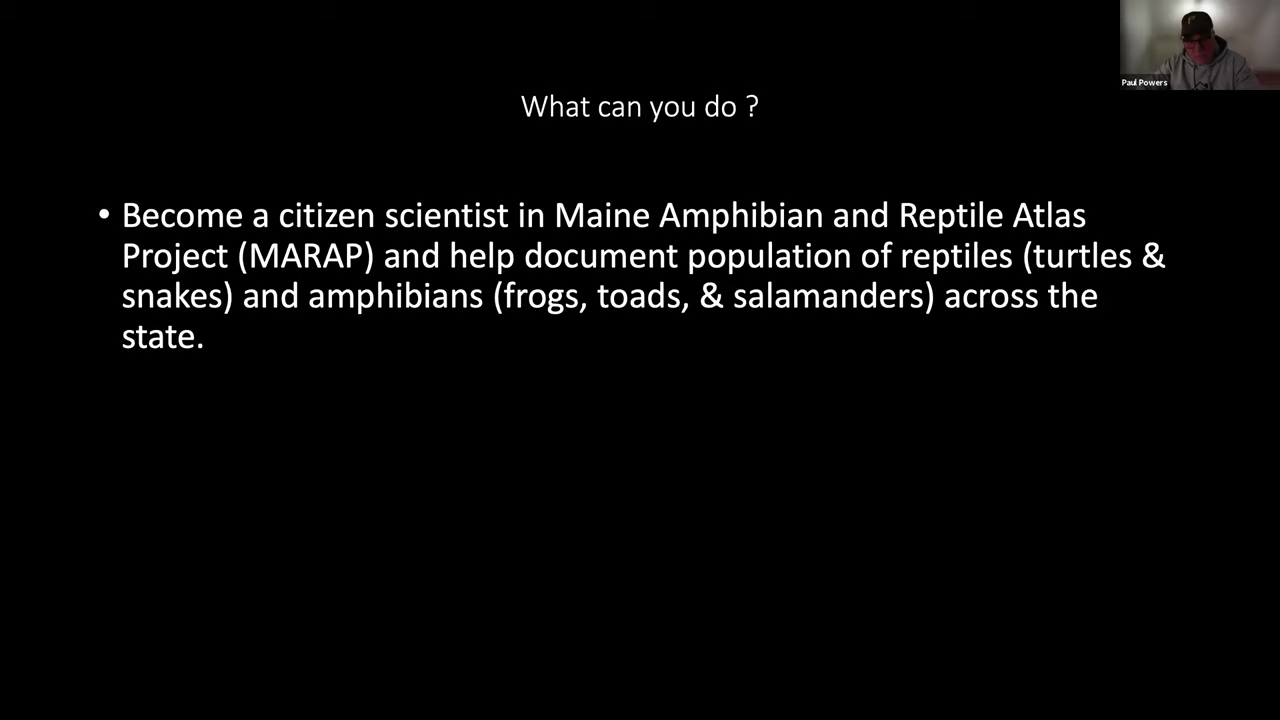 Paul Powers
What can you do ?
• Become a citizen scientist in Maine Amphibian and Reptile Atlas
Project (MARAP) and help document population of reptiles (turtles &
snakes) and amphibians (frogs, toads, & salamanders) across the
state.